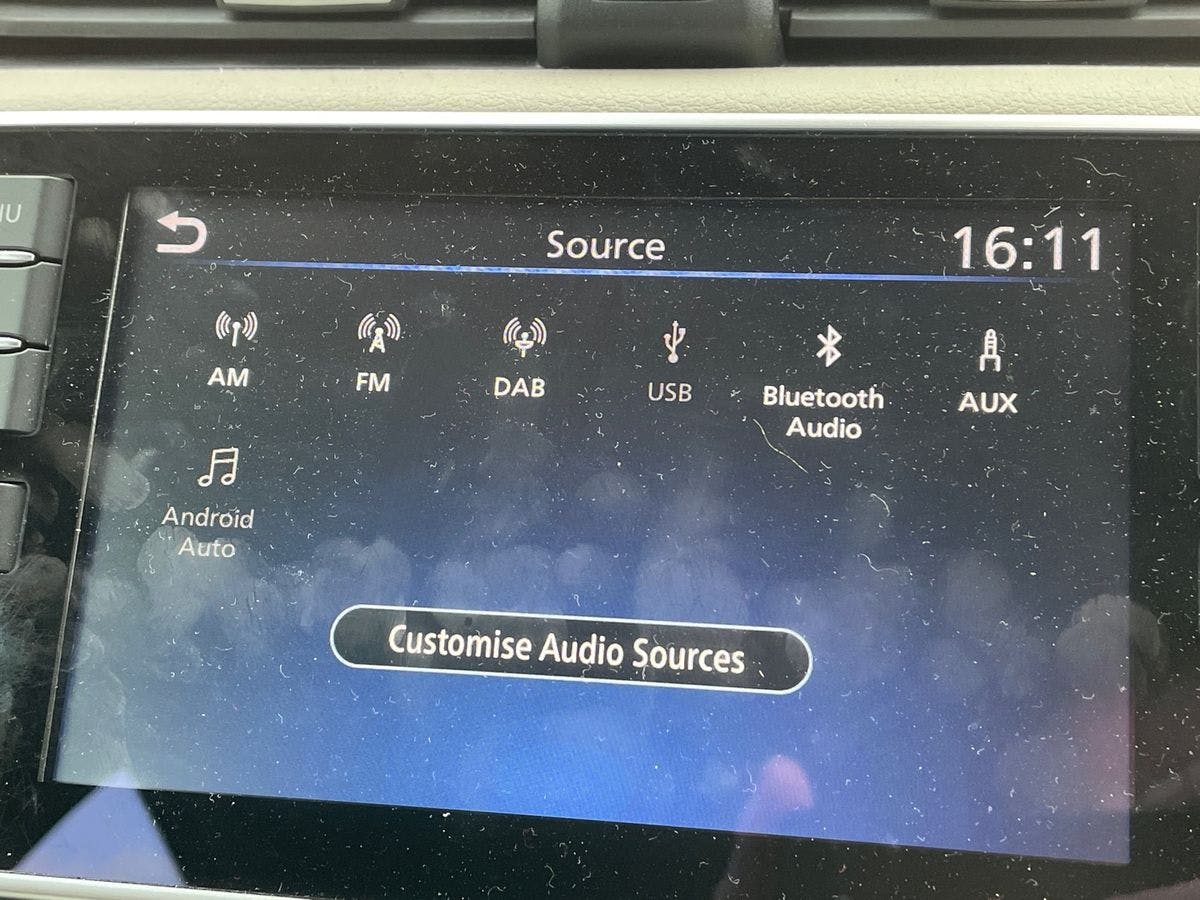 Source
16:11
AM
FM
DAB
USB
Bluetooth
Audio
AUX
Android
Auto
Customise Audio Sources